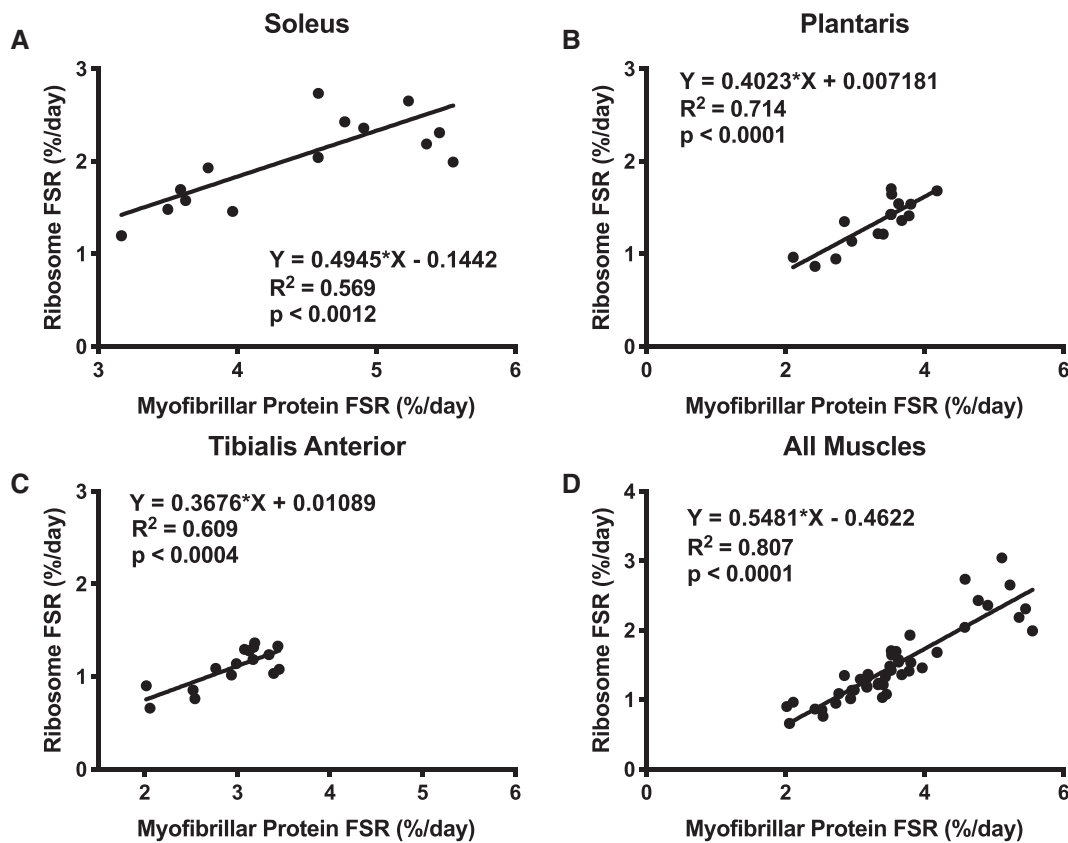 A
Soleus
Ribosome FSR (%/day)
3
2
1
0
Y = 0.4945*X - 0.1442
R² = 0.569
p < 0.0012
3 4 5 6
Myofibrillar Protein FSR (%/day)
B
Plantaris
Ribosome FSR (%/day)
3
2
1
0
Y = 0.4023*X + 0.007181
R² = 0.714
p < 0.0001
0 2 4 6
Myofibrillar Protein FSR (%/day)
C
Tibialis Anterior
Ribosome FSR (%/day)
3
2
1
0
Y = 0.3676*X + 0.01089
R² = 0.609
p < 0.0004
2 3 4 5 6
Myofibrillar Protein FSR (%/day)
D
All Muscles
Ribosome FSR (%/day)
4
3
2
1
0
Y = 0.5481*X - 0.4622
R² = 0.807
p < 0.0001
0 2 4 6
Myofibrillar Protein FSR (%/day)